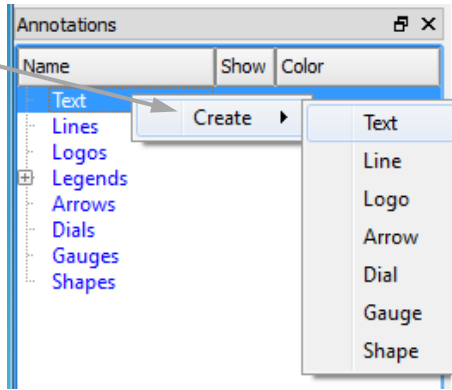 Annotations
Name Show Color
Text
Lines
Logos
Legends
Arrows
Dials
Gauges
Shapes
Create
Text
Line
Logo
Arrow
Dial
Gauge
Shape